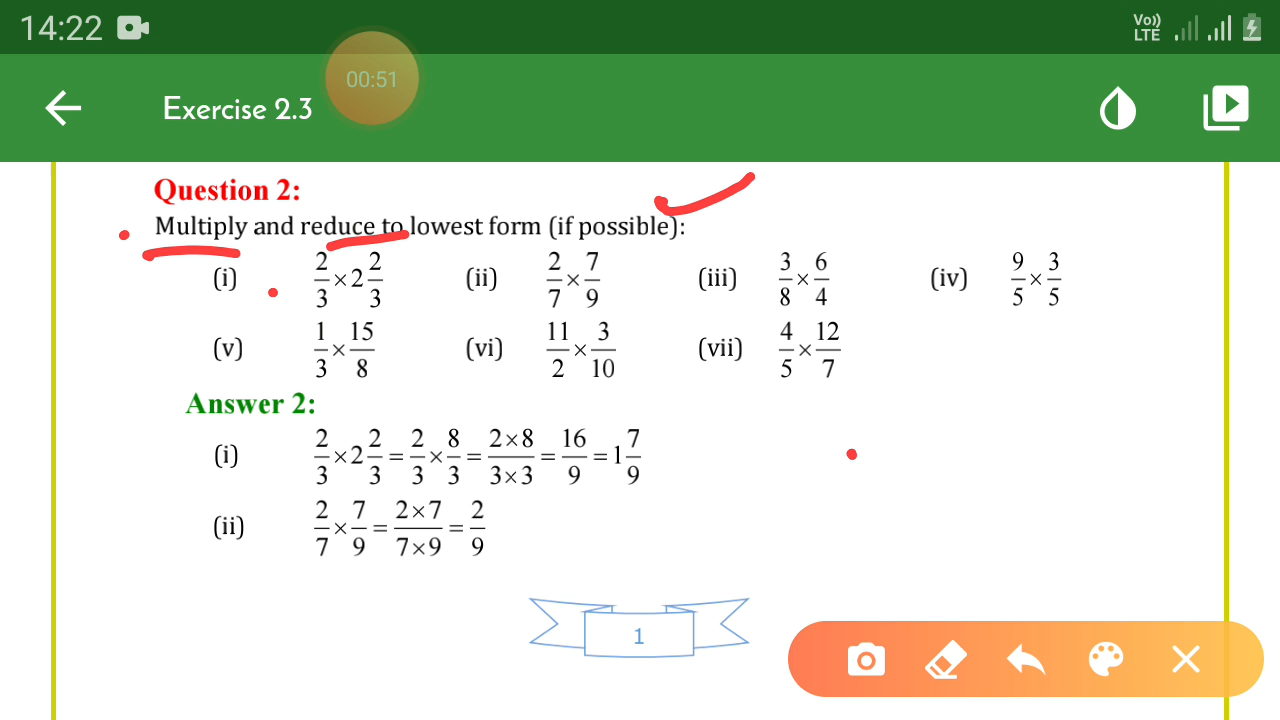 14:22 Vo)) LTE
00:51
Exercise 2.3
Question 2:
Multiply and reduce to lowest form (if possible):
(i) 2/3 × 2 2/3 (ii) 2/7 × 7/9 (iii) 3/8 × 6/4 (iv) 9/5 × 3/5
(v) 1/3 × 15/8 (vi) 11/2 × 3/10 (vii) 4/5 × 12/7
Answer 2:
(i) 2/3 × 2 2/3 = 2/3 × 8/3 = 2×8/3×3 = 16/9 = 1 7/9
(ii) 2/7 × 7/9 = 2×7/7×9 = 2/9
1